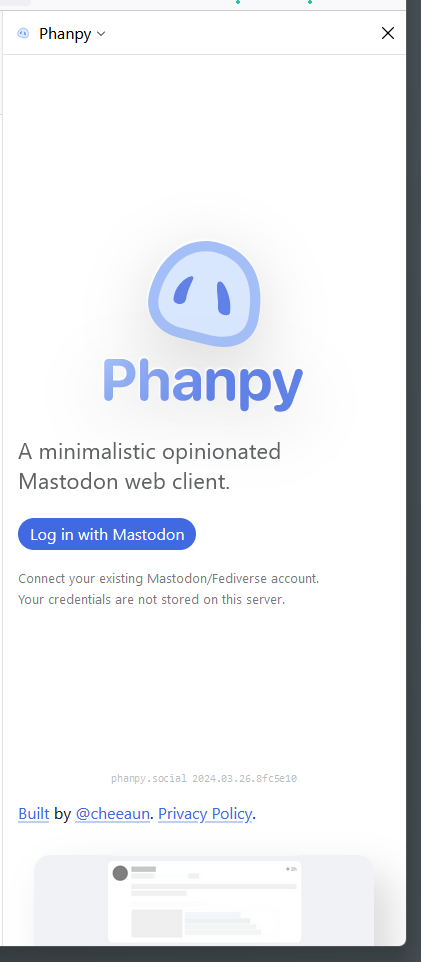 Phanpy
Phanpy
A minimalistic opinionated
Mastodon web client.
Log in with Mastodon
Connect your existing Mastodon/Fediverse account.
Your credentials are not stored on this server.
phanpy.social 2024.03.26.8fc5e10
Built by @cheeaun. Privacy Policy.
2h